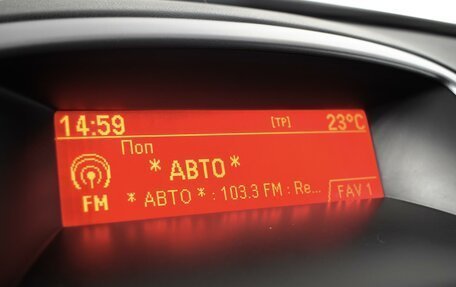 14:59 [TP] 23°C
Поп
* АВТО *
FM * АВТО * : 103.3 FM : Re... FAV 1